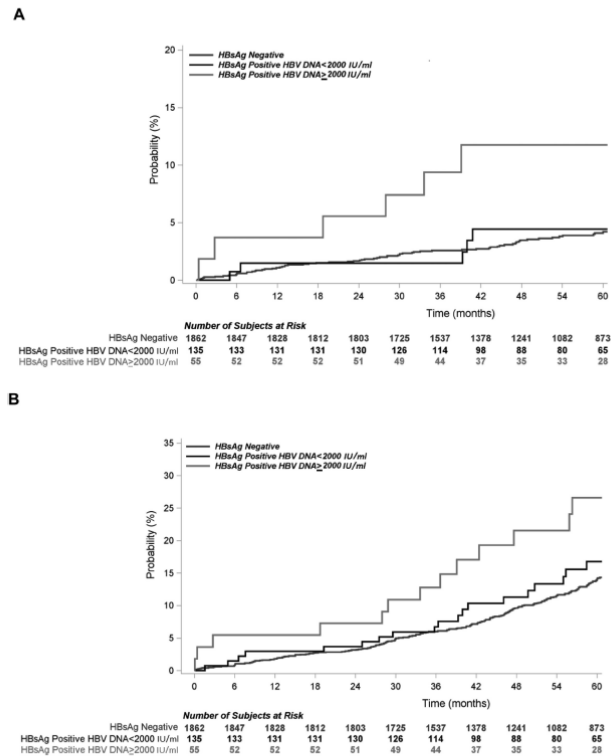 A
20
15
10
5
0
Probability (%)
HBsAg Negative
HBsAg Positive HBV DNA<2000 IU/ml
HBsAg Positive HBV DNA≥2000 IU/ml
0 6 12 18 24 30 36 42 48 54 60
Time (months)
Number of Subjects at Risk
HBsAg Negative 1862 1847 1828 1812 1803 1725 1537 1378 1241 1082 873
HBsAg Positive HBV DNA<2000 IU/ml 135 133 131 131 130 126 114 98 88 80 65
HBsAg Positive HBV DNA≥2000 IU/ml 55 52 52 52 51 49 44 37 35 33 28
B
35
30
25
20
15
10
5
0
Probability (%)
HBsAg Negative
HBsAg Positive HBV DNA<2000 IU/ml
HBsAg Positive HBV DNA≥2000 IU/ml
0 6 12 18 24 30 36 42 48 54 60
Time (months)
Number of Subjects at Risk
HBsAg Negative 1862 1847 1828 1812 1803 1725 1537 1378 1241 1082 873
HBsAg Positive HBV DNA<2000 IU/ml 135 133 131 131 130 126 114 98 88 80 65
HBsAg Positive HBV DNA≥2000 IU/ml 55 52 52 52 51 49 44 37 35 33 28